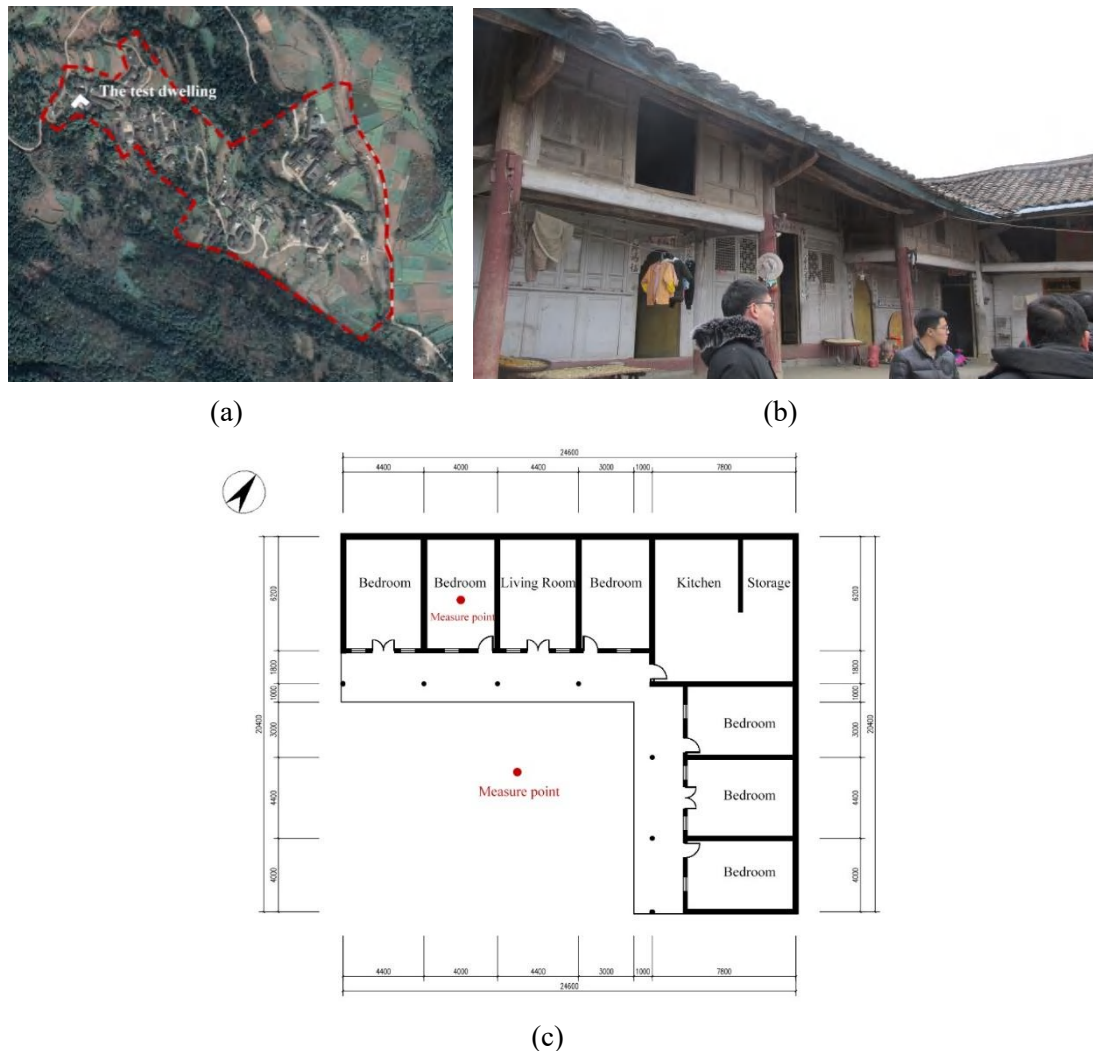 The test dwelling
(a)
(b)
24600
4400 4000 4400 3000 1000 7800
Bedroom Bedroom Living Room Bedroom Kitchen Storage
Measure point
6200 6200
1800 1800
1000 1000
3000 3000
20400 20400
4400 4400
4000 4000
Bedroom
Measure point
Bedroom
Bedroom
4400 4000 4400 3000 1000 7800
24600
(c)